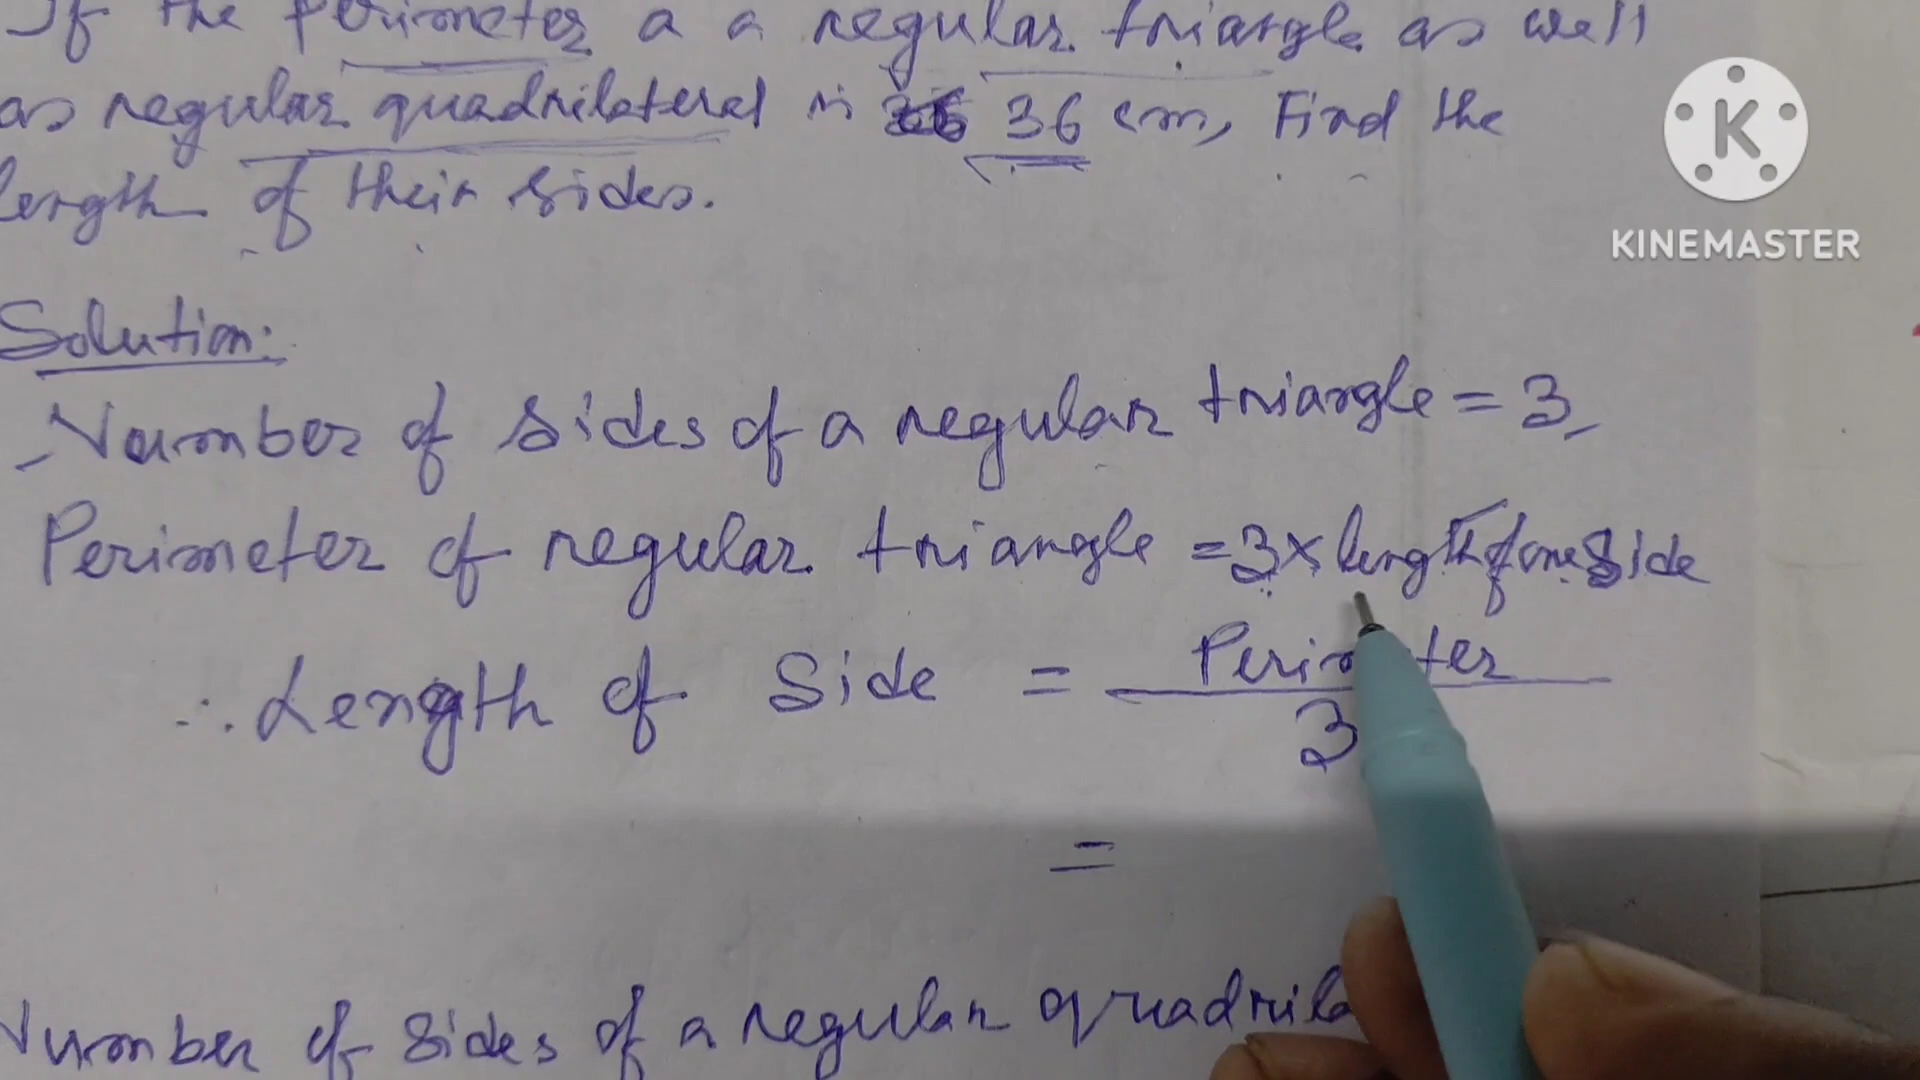 If the perimeter a a regular triangle as well
as regular quadrilateral is 36 cm, Find the
length of their sides.
KINEMASTER
Solution:
Number of sides of a regular triangle = 3,
Perimeter of regular triangle = 3 × length of one side
∴ Length of Side = Perimeter
3
=
Number of sides of a regular quadrila